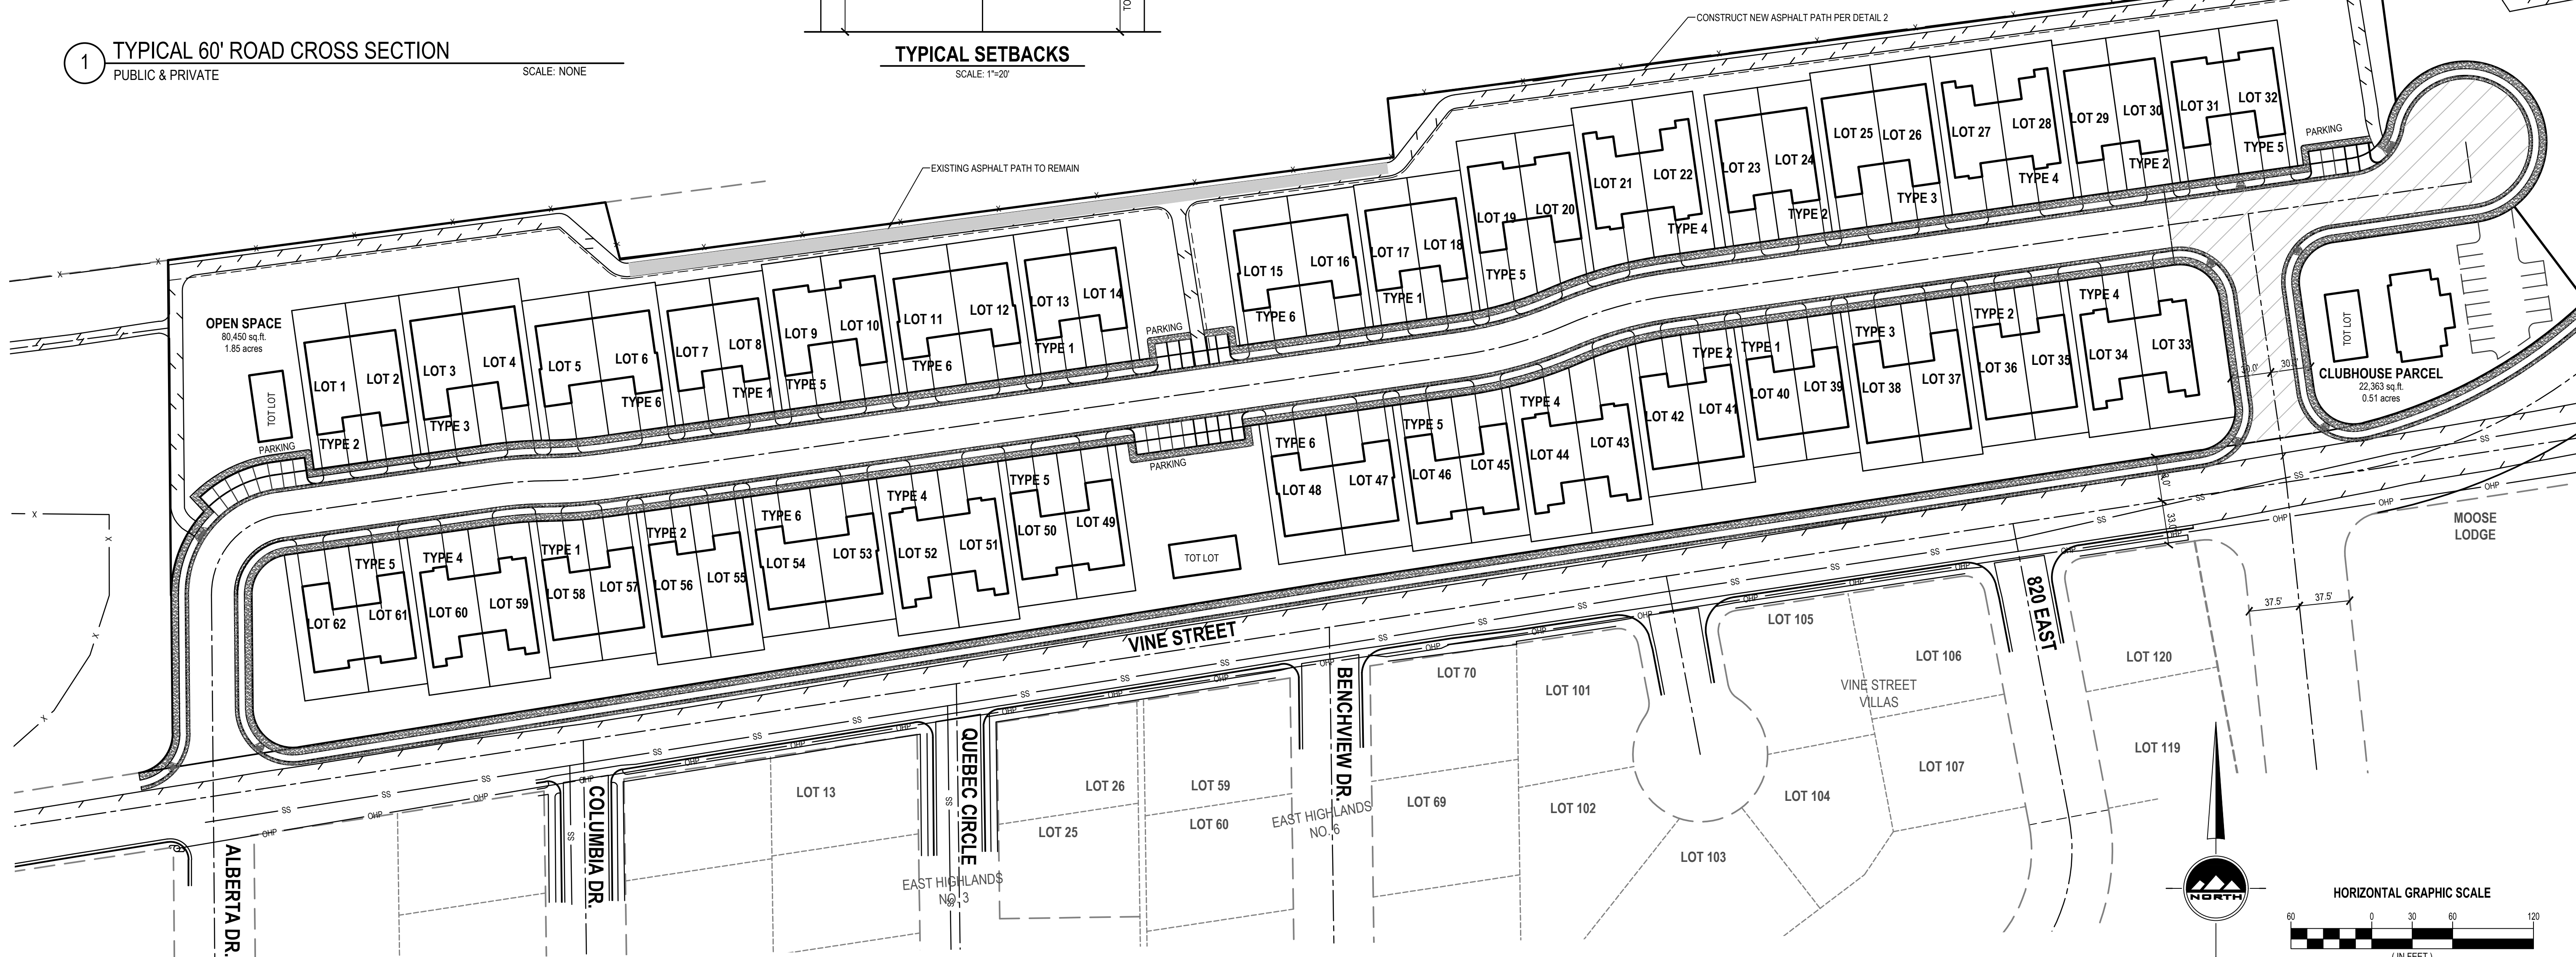 1
TYPICAL 60' ROAD CROSS SECTION
PUBLIC & PRIVATE
SCALE: NONE
TO
TYPICAL SETBACKS
SCALE: 1"=20'
CONSTRUCT NEW ASPHALT PATH PER DETAIL 2
EXISTING ASPHALT PATH TO REMAIN
OPEN SPACE
80,450 sq.ft.
1.85 acres
TOT LOT
PARKING
LOT 1
LOT 2
TYPE 2
LOT 3
LOT 4
TYPE 3
LOT 5
LOT 6
TYPE 6
LOT 7
LOT 8
TYPE 1
LOT 9
LOT 10
TYPE 5
LOT 11
LOT 12
TYPE 6
LOT 13
LOT 14
TYPE 1
PARKING
LOT 15
LOT 16
TYPE 6
LOT 17
LOT 18
TYPE 1
LOT 19
LOT 20
TYPE 5
LOT 21
LOT 22
TYPE 4
LOT 23
LOT 24
TYPE 2
LOT 25
LOT 26
TYPE 3
LOT 27
LOT 28
TYPE 4
LOT 29
LOT 30
TYPE 2
LOT 31
LOT 32
TYPE 5
PARKING
TYPE 5
LOT 62
LOT 61
TYPE 4
LOT 60
LOT 59
TYPE 1
LOT 58
LOT 57
TYPE 2
LOT 56
LOT 55
TYPE 6
LOT 54
LOT 53
TYPE 4
LOT 52
LOT 51
TYPE 5
LOT 50
LOT 49
PARKING
TOT LOT
TYPE 6
LOT 48
LOT 47
TYPE 5
LOT 46
LOT 45
TYPE 4
LOT 44
LOT 43
TYPE 2
LOT 42
LOT 41
TYPE 1
LOT 40
LOT 39
TYPE 3
LOT 38
LOT 37
TYPE 2
LOT 36
LOT 35
TYPE 4
LOT 34
LOT 33
30.0'
TOT LOT
CLUBHOUSE PARCEL
22,363 sq.ft.
0.51 acres
33.0'
37.5'
37.5'
MOOSE
LODGE
VINE STREET
ALBERTA DR.
COLUMBIA DR.
QUEBEC CIRCLE
BENCHVIEW DR.
820 EAST
LOT 13
EAST HIGHLANDS
NO. 3
LOT 26
LOT 59
LOT 25
LOT 60
EAST HIGHLANDS
NO. 6
LOT 70
LOT 101
LOT 69
LOT 102
LOT 103
LOT 104
LOT 105
LOT 106
VINE STREET
VILLAS
LOT 107
LOT 120
LOT 119
SS
OHP
X
NORTH
HORIZONTAL GRAPHIC SCALE
60 0 30 60 120
( IN FEET )